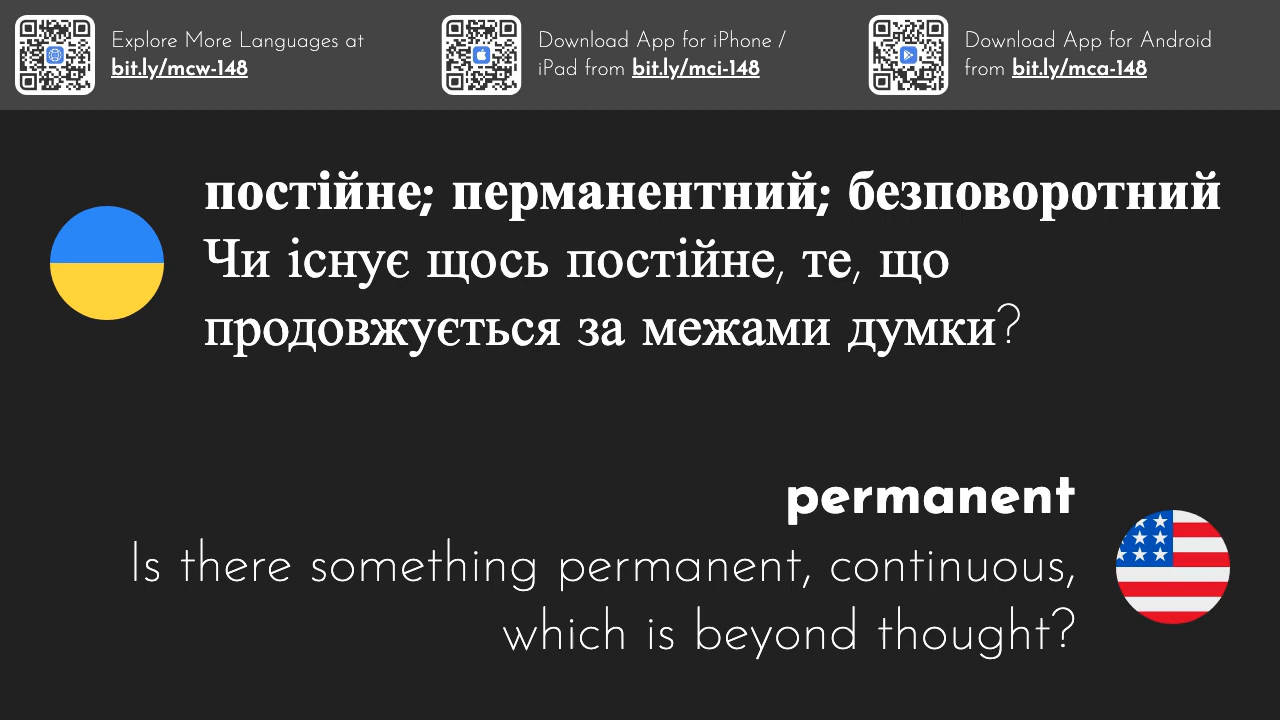 Explore More Languages at
bit.ly/mcw-148
Download App for iPhone /
iPad from bit.ly/mci-148
Download App for Android
from bit.ly/mca-148
постійне; перманентний; безповоротний
Чи існує щось постійне, те, що
продовжується за межами думки?
permanent
Is there something permanent, continuous,
which is beyond thought?